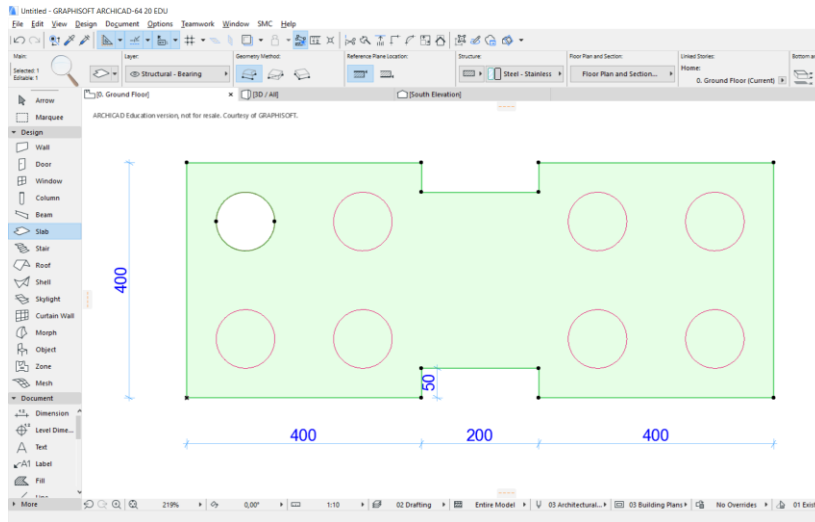 Untitled - GRAPHISOFT ARCHICAD-64 20 EDU
File Edit View Design Document Options Teamwork Window SMC Help
Main: Layer: Geometry Method: Reference Plane Location: Structure: Floor Plan and Section: Linked Stories: Bottom an
Selected: 1
Editable: 1
Structural - Bearing
Steel - Stainless
Floor Plan and Section...
Home:
0. Ground Floor (Current)
[0. Ground Floor]
[3D / All]
[South Elevation]
ARCHICAD Education version, not for resale. Courtesy of GRAPHISOFT.
Arrow
Marquee
Design
Wall
Door
Window
Column
Beam
Slab
Stair
Roof
Shell
Skylight
Curtain Wall
Morph
Object
Zone
Mesh
Document
Dimension
Level Dime...
Text
A1 Label
Fill
More
400
50
400
200
400
219% 0,00° 1:10 02 Drafting Entire Model 03 Architectural... 03 Building Plans No Overrides 01 Exist